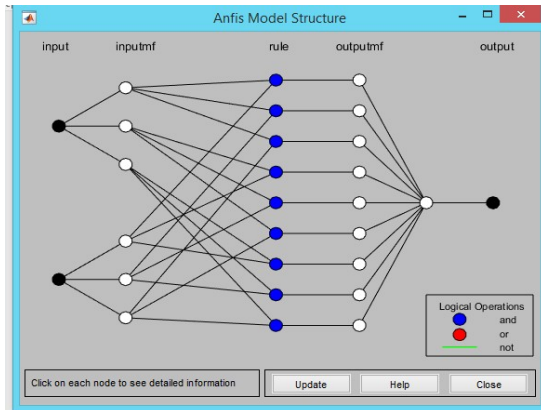 Anfis Model Structure
input inputmf rule outputmf output
Logical Operations
and
or
not
Click on each node to see detailed information
Update Help Close